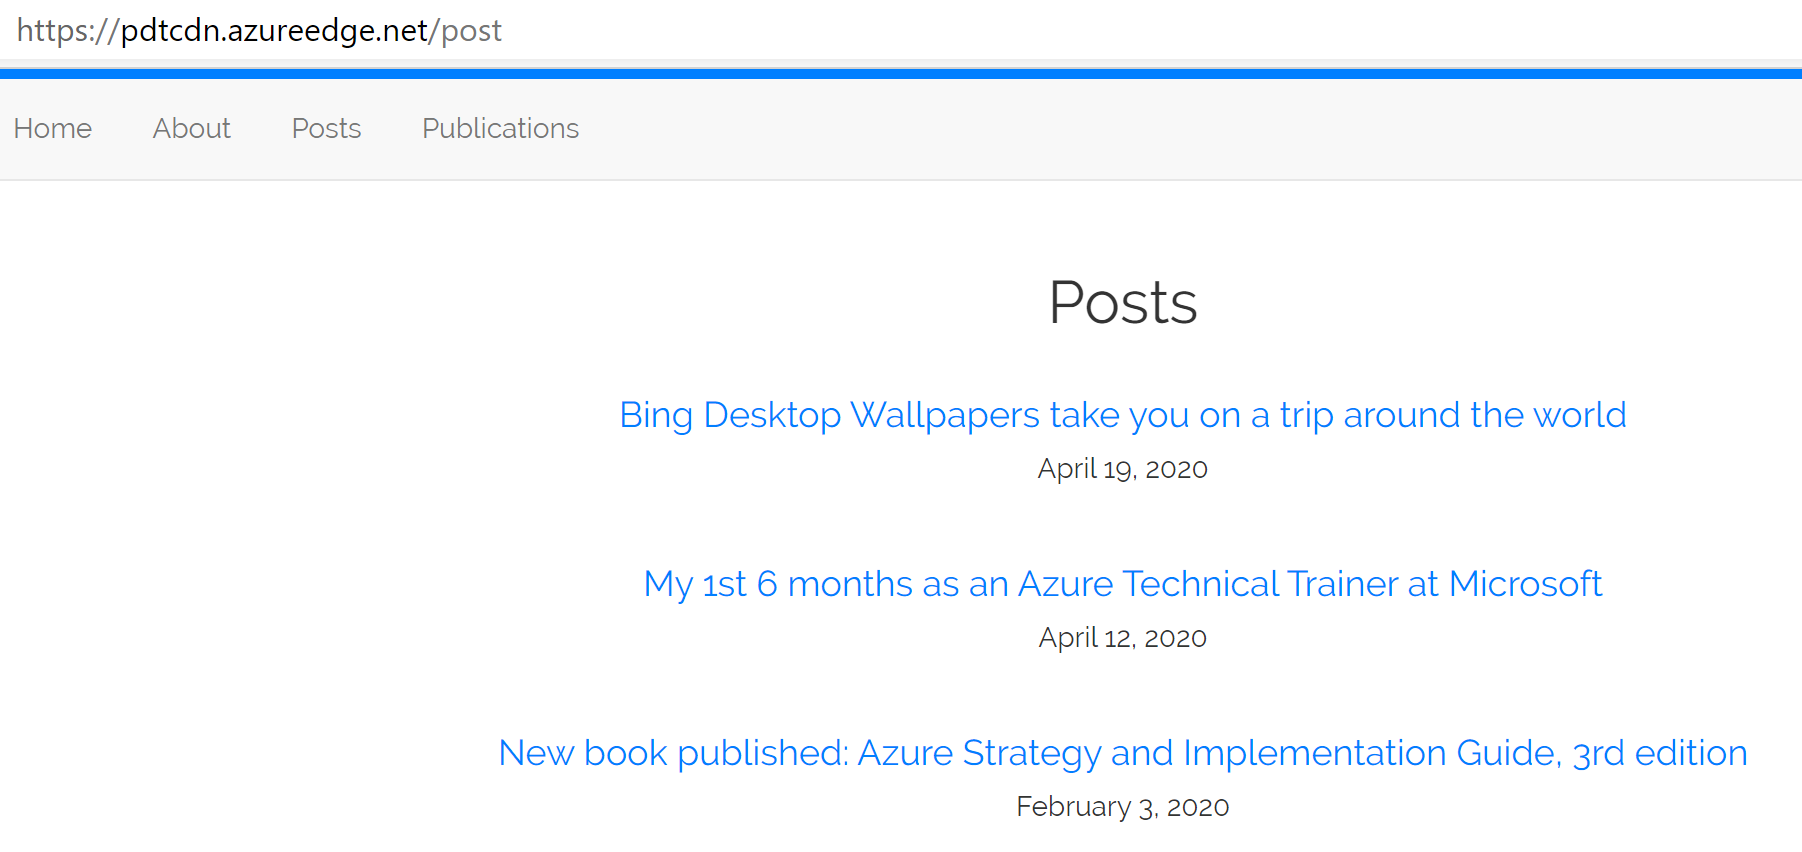 https://pdtcdn.azureedge.net/post
Home About Posts Publications
Posts
Bing Desktop Wallpapers take you on a trip around the world
April 19, 2020
My 1st 6 months as an Azure Technical Trainer at Microsoft
April 12, 2020
New book published: Azure Strategy and Implementation Guide, 3rd edition
February 3, 2020